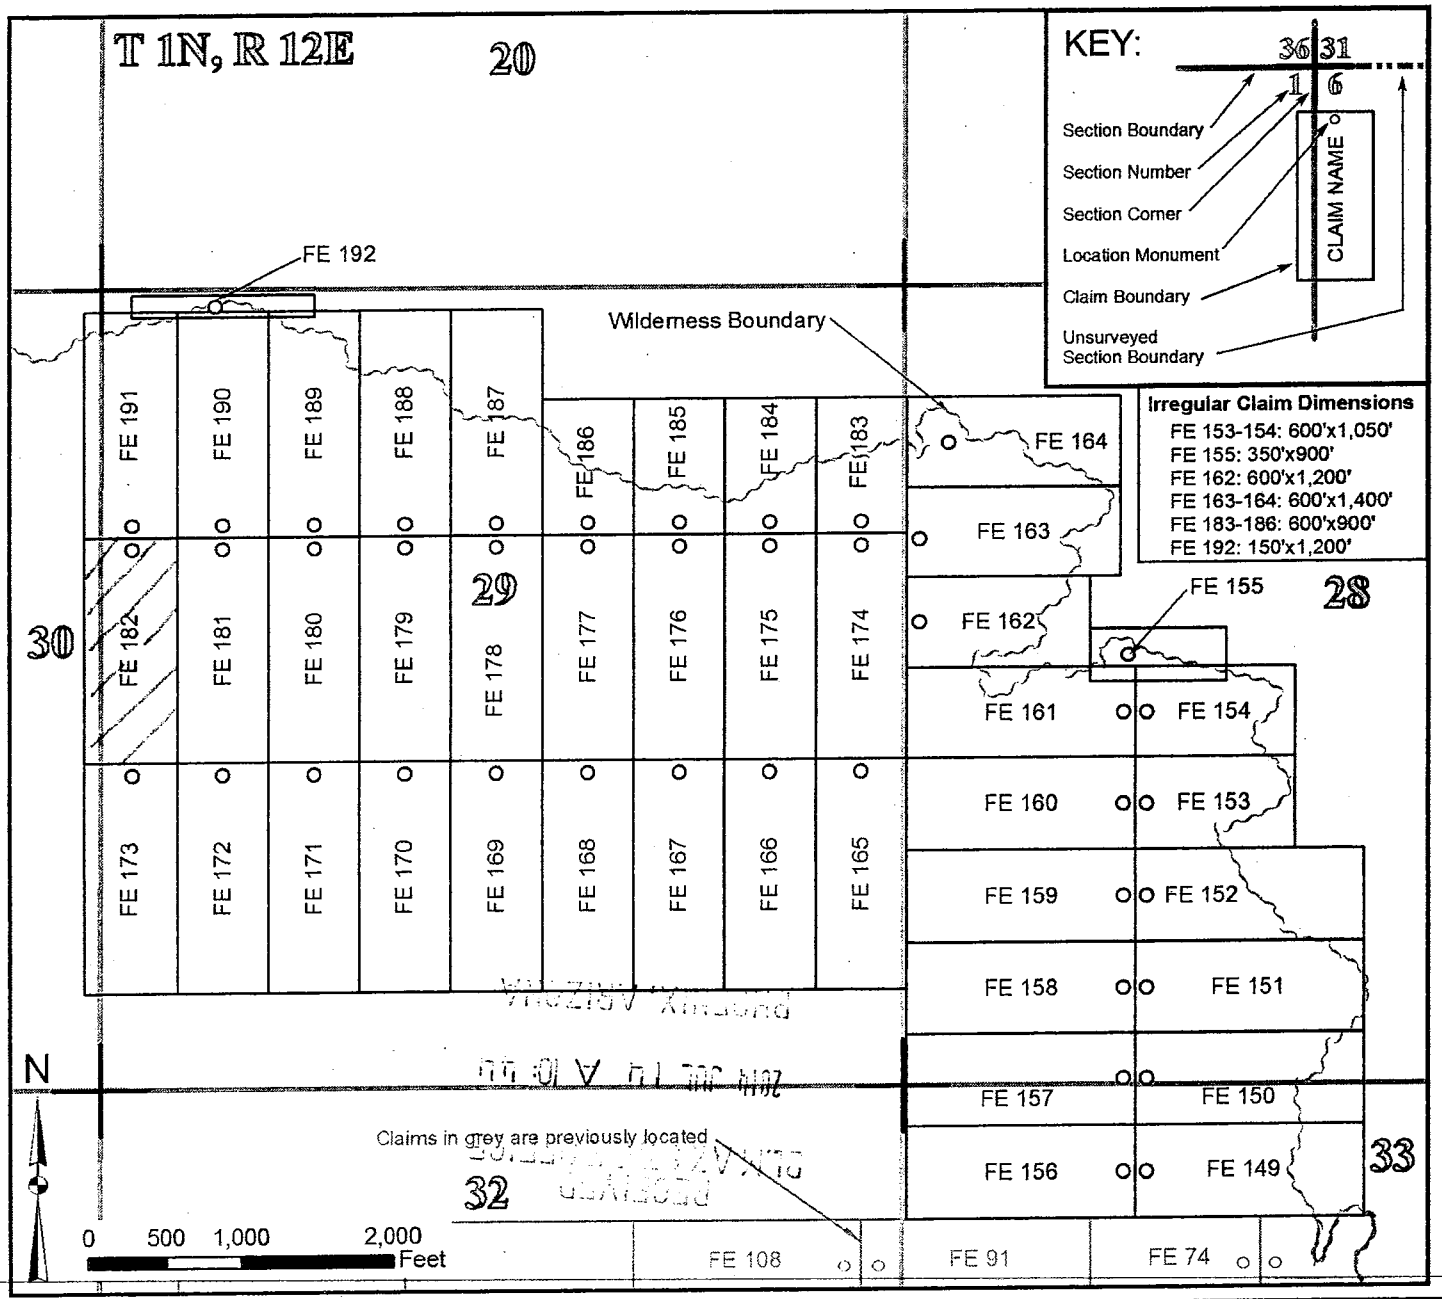 T 1N, R 12E
20
KEY:
36 31
1 6
Section Boundary
Section Number
Section Corner
Location Monument
Claim Boundary
Unsurveyed
Section Boundary
CLAIM NAME
FE 192
Wilderness Boundary
Irregular Claim Dimensions
FE 153-154: 600'x1,050'
FE 155: 350'x900'
FE 162: 600'x1,200'
FE 163-164: 600'x1,400'
FE 183-186: 600'x900'
FE 192: 150'x1,200'
FE 191
FE 190
FE 189
FE 188
FE 187
FE 186
FE 185
FE 184
FE 183
FE 164
FE 163
29
28
30
FE 182
FE 181
FE 180
FE 179
FE 178
FE 177
FE 176
FE 175
FE 174
FE 162
FE 155
FE 161
FE 154
FE 160
FE 153
FE 173
FE 172
FE 171
FE 170
FE 169
FE 168
FE 167
FE 166
FE 165
FE 159
FE 152
FE 158
FE 151
PHOENIX, ARIZONA
2014 JUL 14 A 10: 44
N
FE 157
FE 150
Claims in grey are previously located
RECEIVED
32
33
FE 156
FE 149
0 500 1,000 2,000
Feet
FE 108
FE 91
FE 74